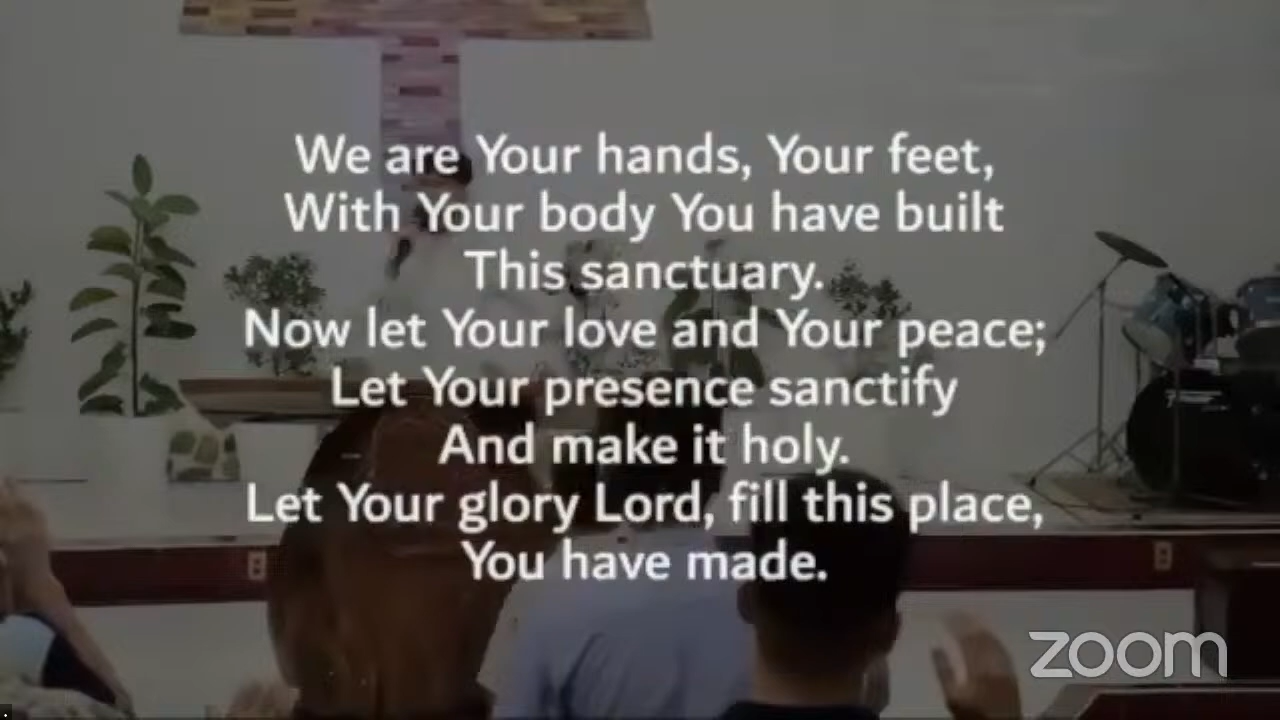 We are Your hands, Your feet,
With Your body You have built
This sanctuary.
Now let Your love and Your peace;
Let Your presence sanctify
And make it holy.
Let Your glory Lord, fill this place,
You have made.
zoom